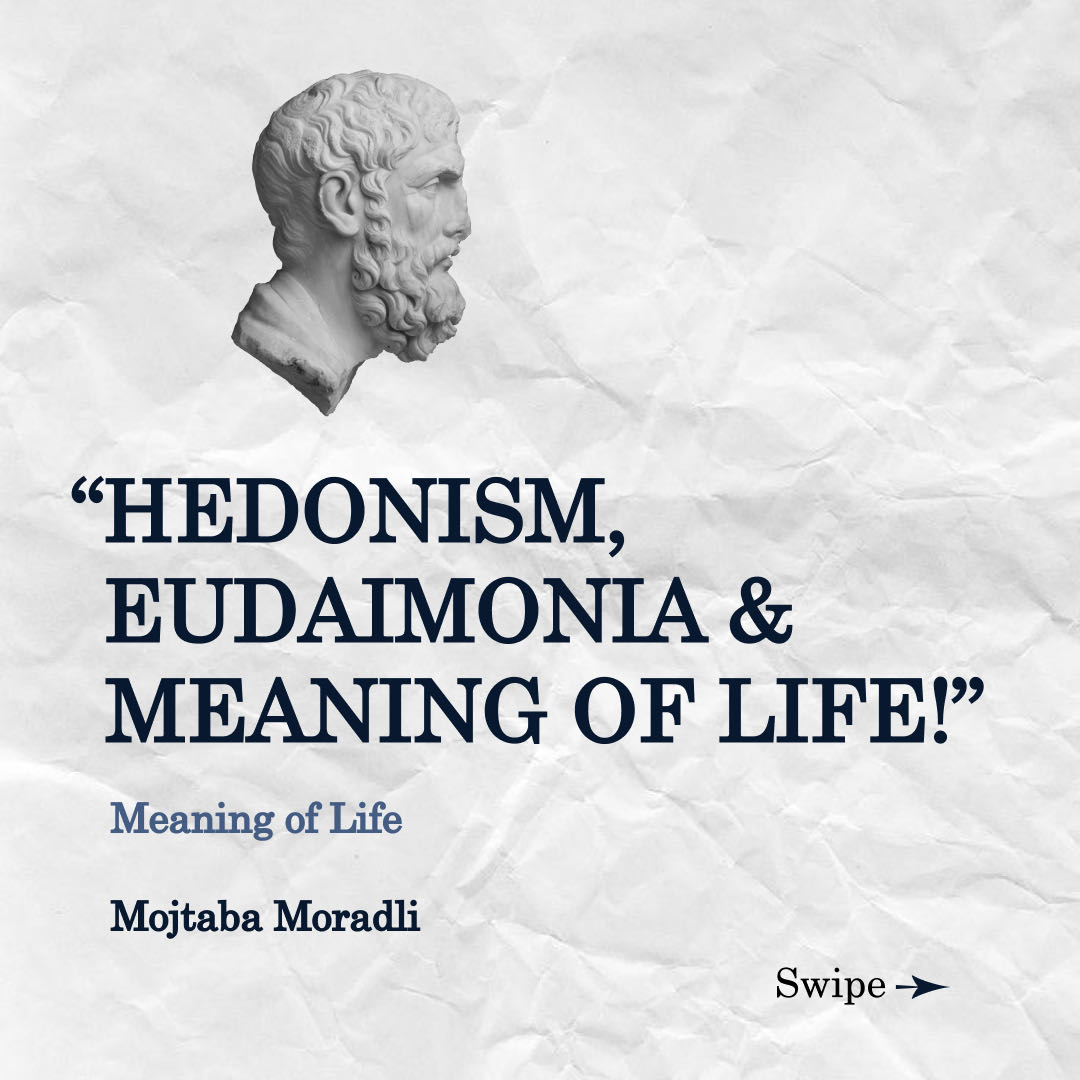 “HEDONISM,
EUDAIMONIA &
MEANING OF LIFE!”
Meaning of Life
Mojtaba Moradli
Swipe